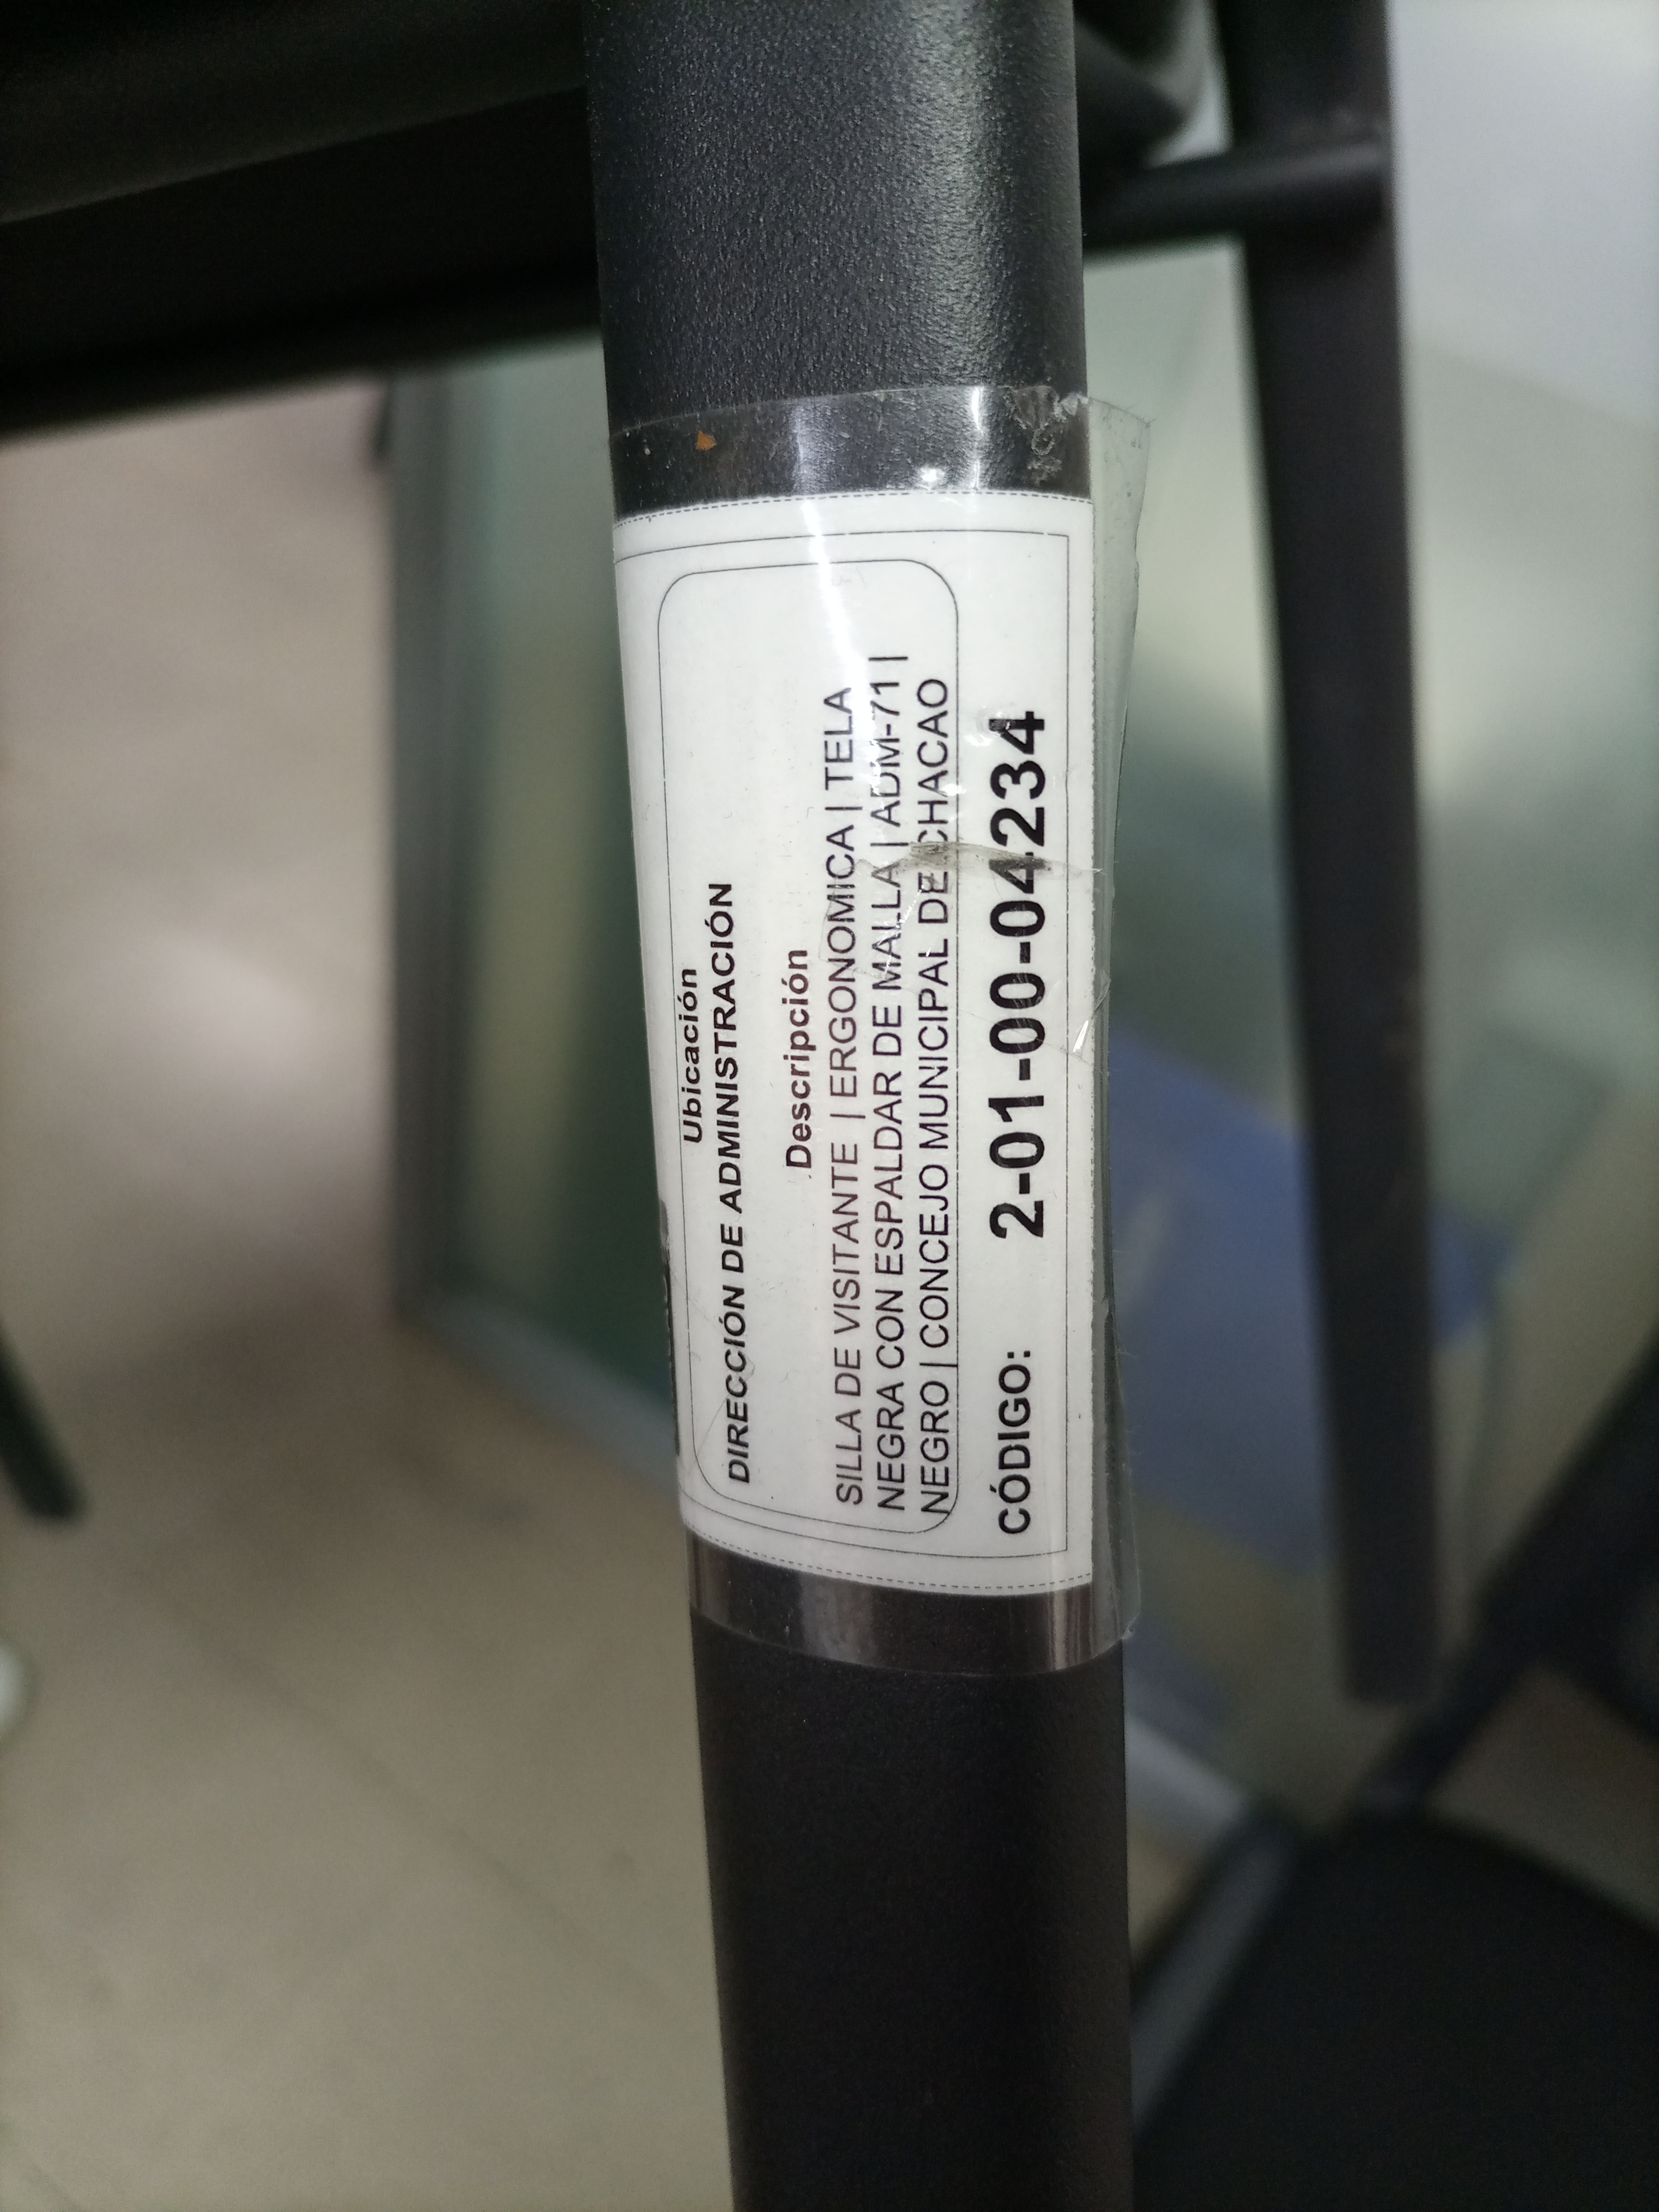 Ubicación
DIRECCIÓN DE ADMINISTRACIÓN
Descripción
SILLA DE VISITANTE | ERGONOMICA | TELA
NEGRA CON ESPALDAR DE MALLA | ADM-71 |
NEGRO | CONCEJO MUNICIPAL DE CHACAO
CÓDIGO: 2-01-00-04234